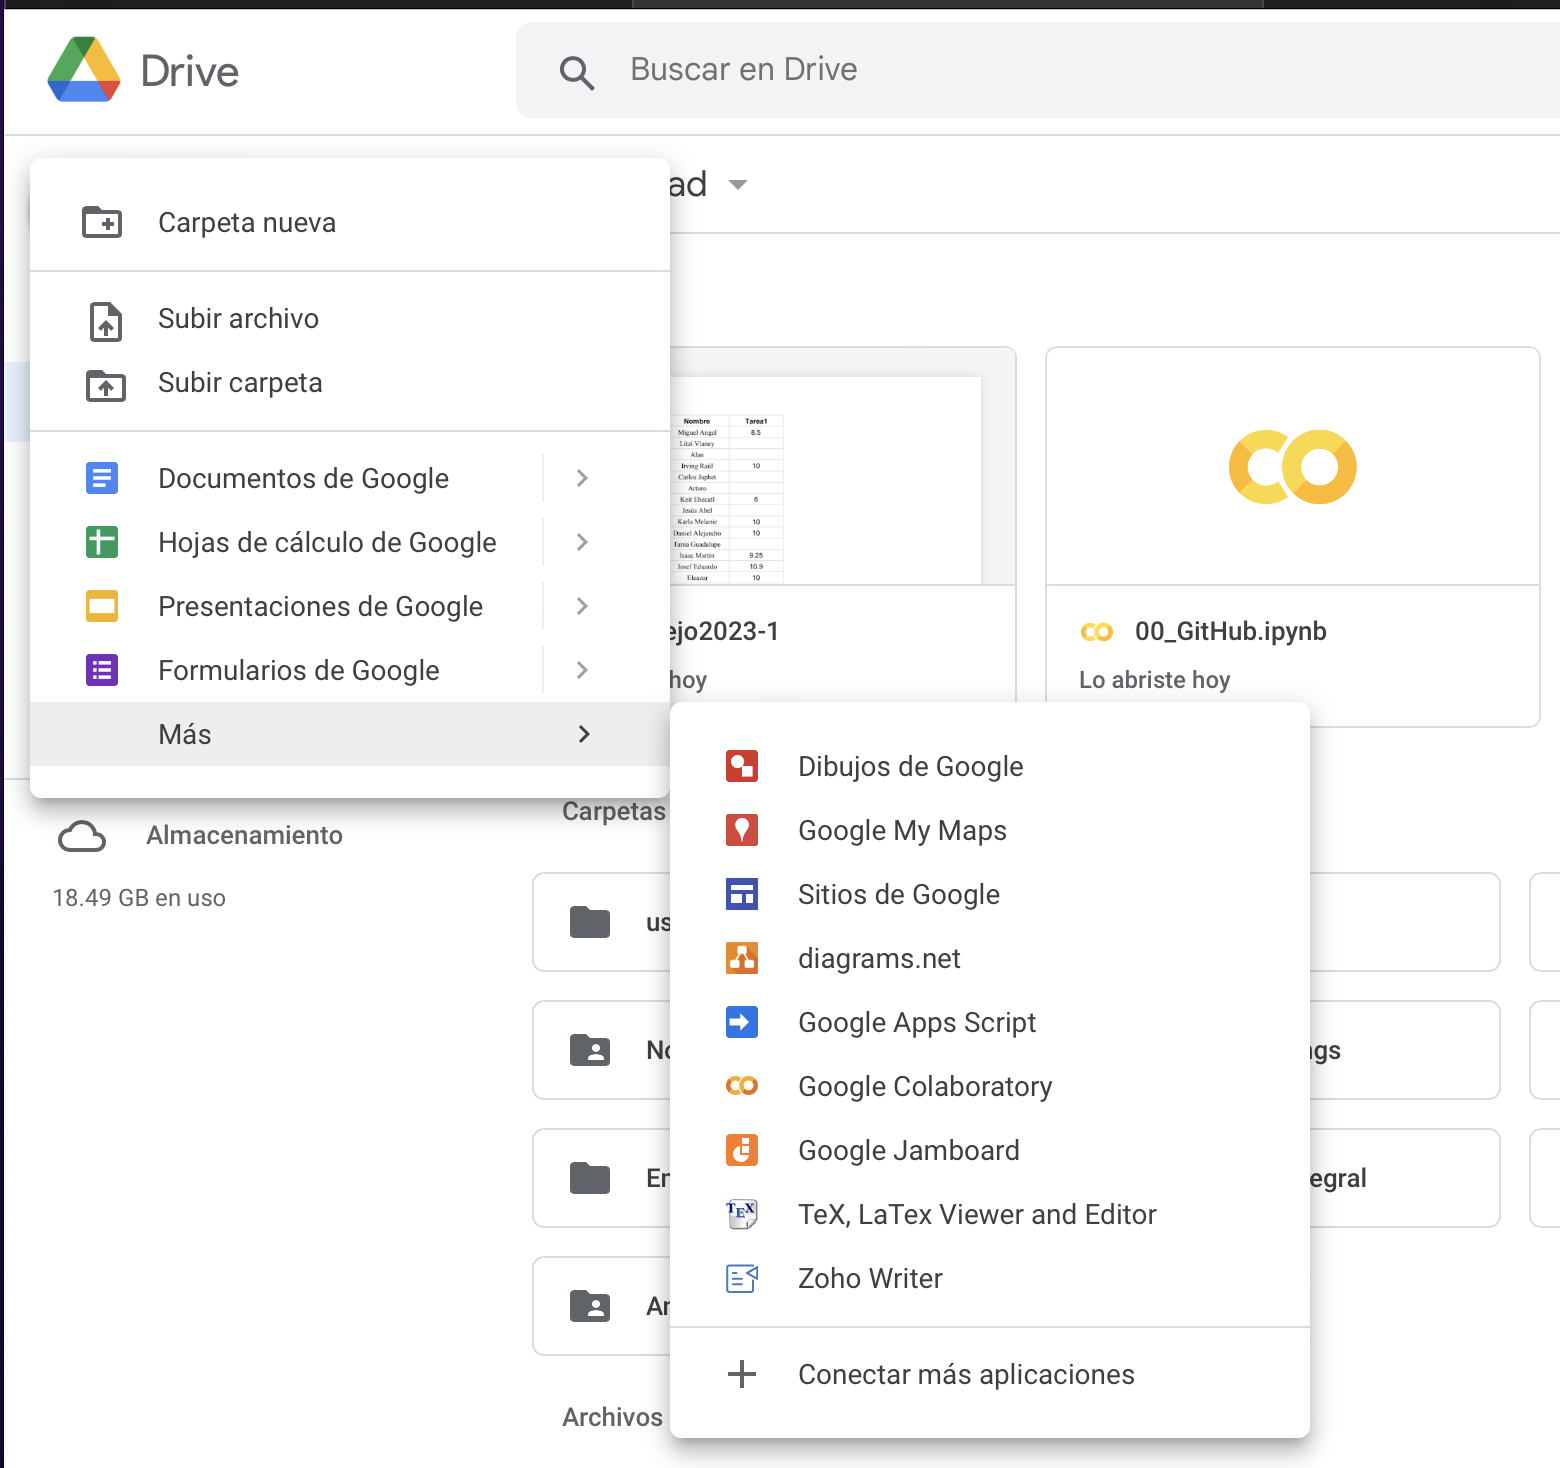 Drive
Buscar en Drive
ad
Carpeta nueva
Subir archivo
Subir carpeta
Documentos de Google
Hojas de cálculo de Google
Presentaciones de Google
Formularios de Google
Más
Nombre Tarea1
Miguel Angel 8.5
Litzi Vianey
Alan
Irving Raúl 10
Carlos Japhet
Arturo
Keit Ehecatl 6
Jesús Abel
Karla Melanie 10
Daniel Alejandro 10
Tania Guadalupe
Isaac Martín 9.25
Josef Eduardo 10.9
Eleazar 10
ejo2023-1
hoy
00_GitHub.ipynb
Lo abriste hoy
Almacenamiento
18.49 GB en uso
Carpetas
us
No
ngs
En
egral
Ar
Archivos
Dibujos de Google
Google My Maps
Sitios de Google
diagrams.net
Google Apps Script
Google Colaboratory
Google Jamboard
TEX
TeX, LaTex Viewer and Editor
Zoho Writer
Conectar más aplicaciones